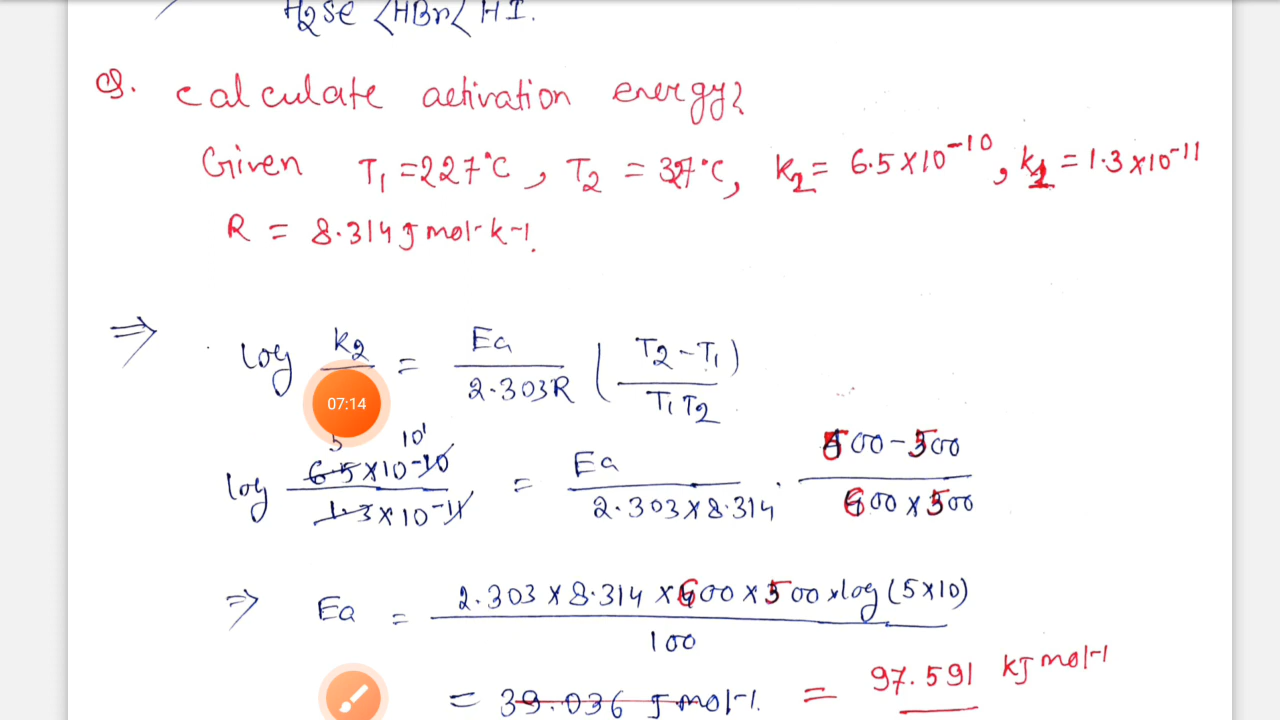 H2Se <HBr< HI.
Q. Calculate activation energy?
Given T1 =227°C , T2 = 327°C, K2= 6.5×10-10, K1 =1.3×10-11
R = 8.314 J mol-K-1.
⇒ log K2 = Ea/2.303R (T2-T1/T1T2)
07:14
5 10¹
log 6.5×10-10/1.3×10-11 = Ea/2.303×8.314 . 600-500/600×500
⇒ Ea = 2.303×8.314×600×500×log(5×10)/100
= 39.036 J mol-1. = 97.591 kJ mol-1